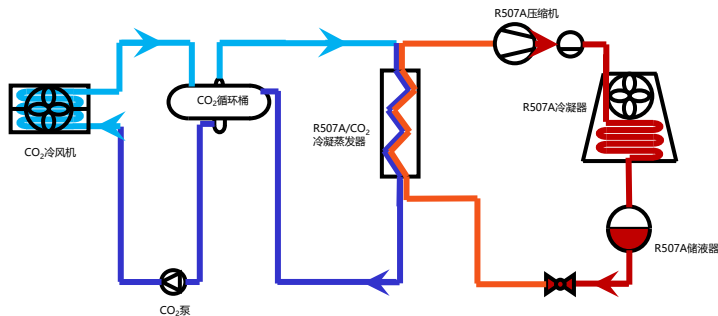 R507A压缩机
CO₂循环桶
R507A冷凝器
R507A/CO₂
冷凝蒸发器
CO₂冷风机
R507A储液器
CO₂泵